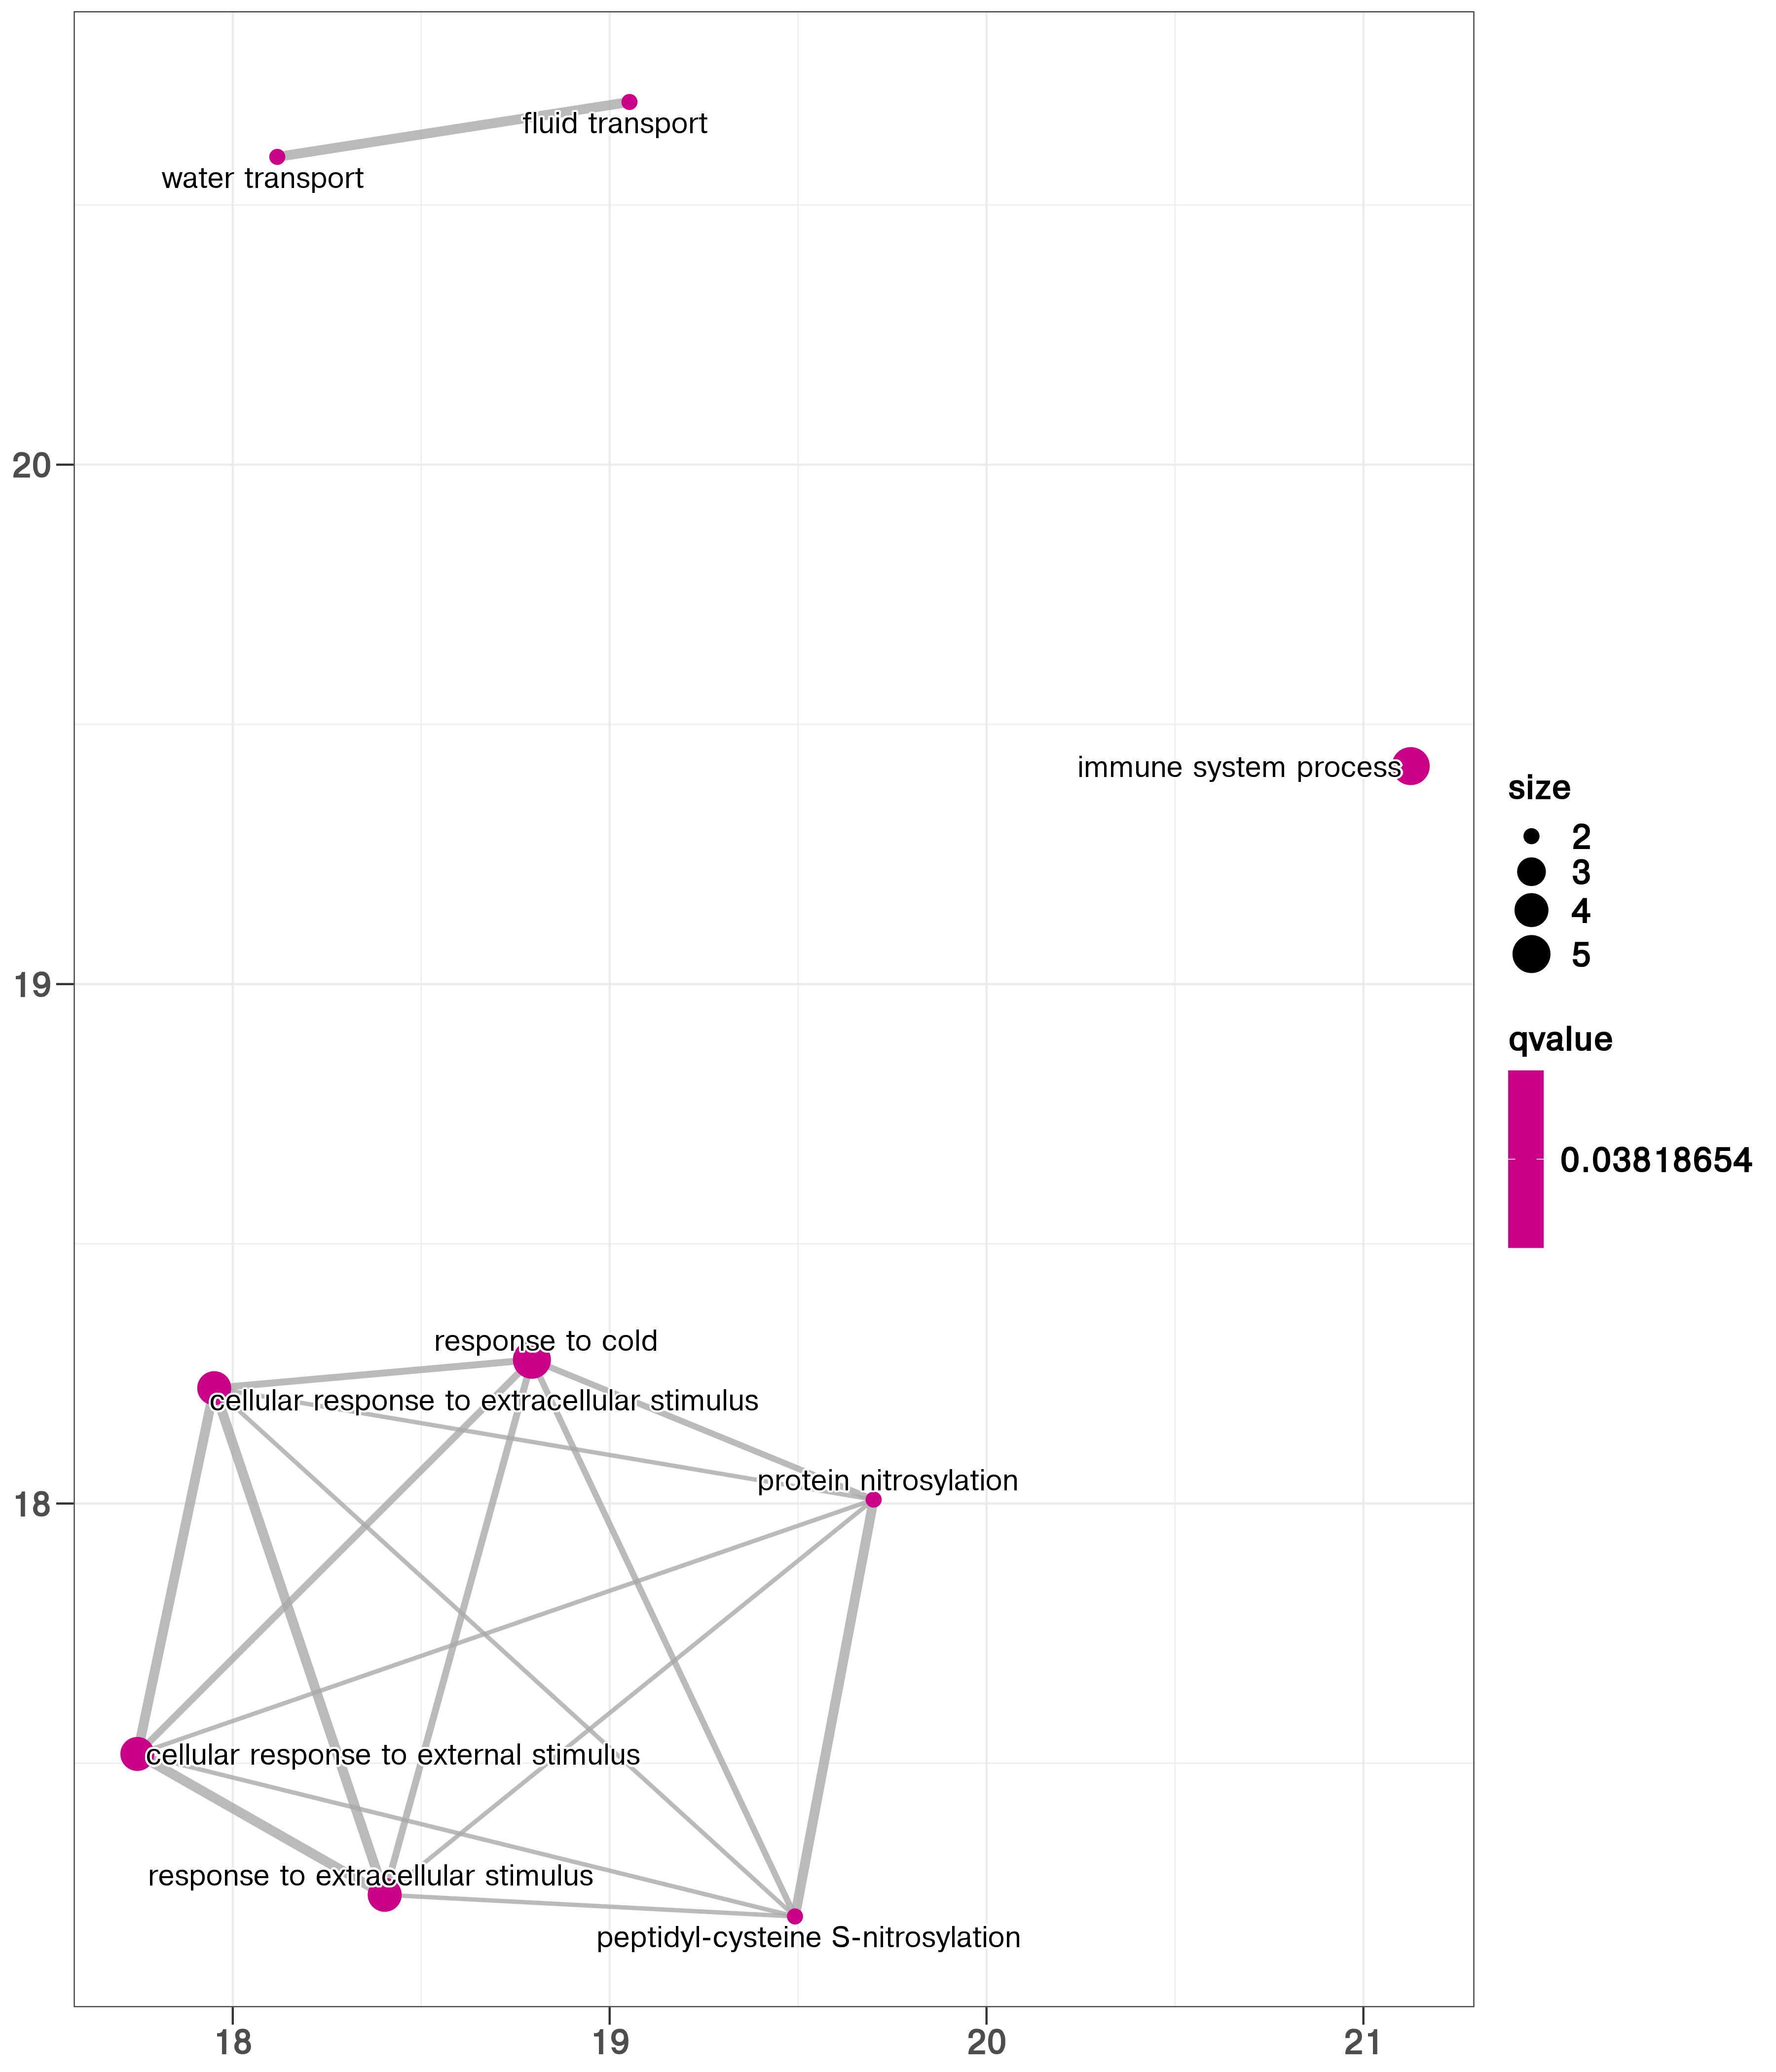 fluid transport
water transport
20
immune system process
size
2
3
4
5
19
qvalue
0.03818654
response to cold
cellular response to extracellular stimulus
protein nitrosylation
18
cellular response to external stimulus
response to extracellular stimulus
peptidyl-cysteine S-nitrosylation
18 19 20 21